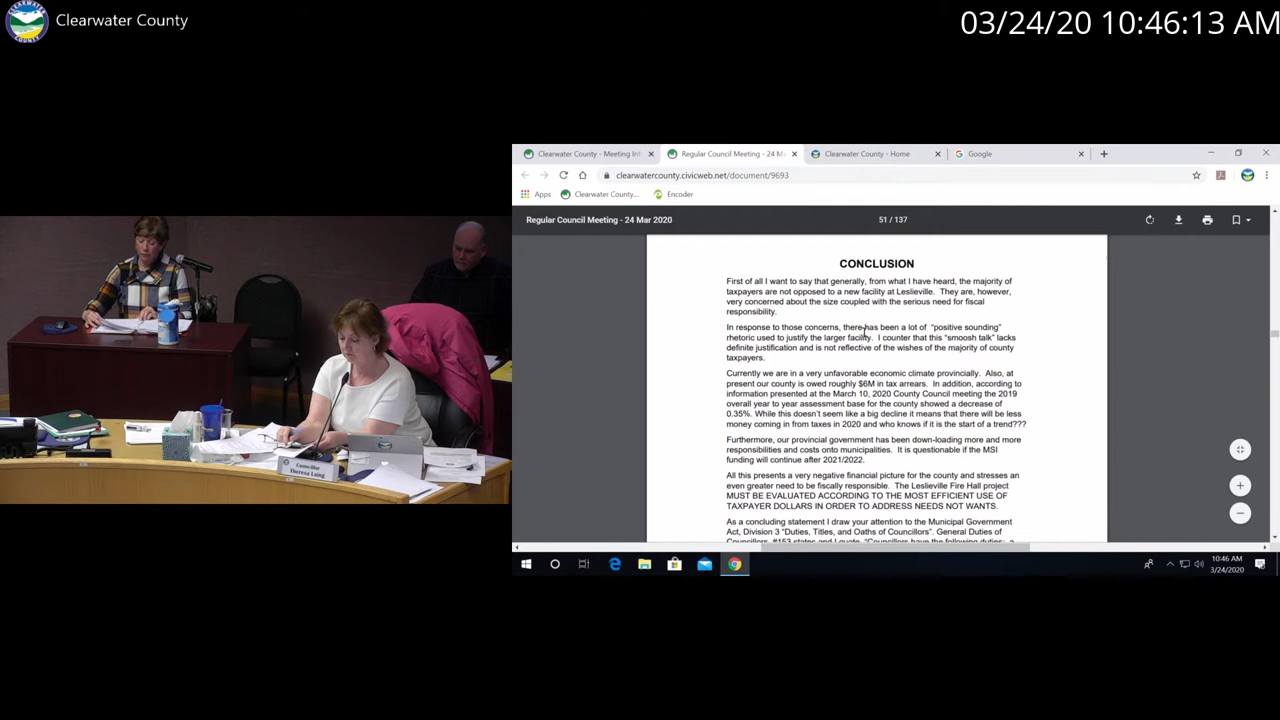 Clearwater County
03/24/20 10:46:13 AM
Clearwater County - Meeting In
Regular Council Meeting - 24 M
Clearwater County - Home
Google
clearwatercounty.civicweb.net/document/9693
Apps
Clearwater County...
Encoder
Regular Council Meeting - 24 Mar 2020
51 / 137
CONCLUSION
First of all I want to say that generally, from what I have heard, the majority of
taxpayers are not opposed to a new facility at Leslieville. They are, however,
very concerned about the size coupled with the serious need for fiscal
responsibility.
In response to those concerns, there has been a lot of "positive sounding"
rhetoric used to justify the larger facility. I counter that this "smoosh talk" lacks
definite justification and is not reflective of the wishes of the majority of county
taxpayers.
Currently we are in a very unfavorable economic climate provincially. Also, at
present our county is owed roughly $6M in tax arrears. In addition, according to
information presented at the March 10, 2020 County Council meeting the 2019
overall year to year assessment base for the county showed a decrease of
0.35%. While this doesn't seem like a big decline it means that there will be less
money coming in from taxes in 2020 and who knows if it is the start of a trend???
Furthermore, our provincial government has been down-loading more and more
responsibilities and costs onto municipalities. It is questionable if the MSI
funding will continue after 2021/2022.
All this presents a very negative financial picture for the county and stresses an
even greater need to be fiscally responsible. The Leslieville Fire Hall project
MUST BE EVALUATED ACCORDING TO THE MOST EFFICIENT USE OF
TAXPAYER DOLLARS IN ORDER TO ADDRESS NEEDS NOT WANTS.
As a concluding statement I draw your attention to the Municipal Government
Act, Division 3 "Duties, Titles, and Oaths of Councillors". General Duties of
Councillors, #153 states and I quote, "Councillors have the following duties: a
10:46 AM
3/24/2020
Councillor
Theresa Laing